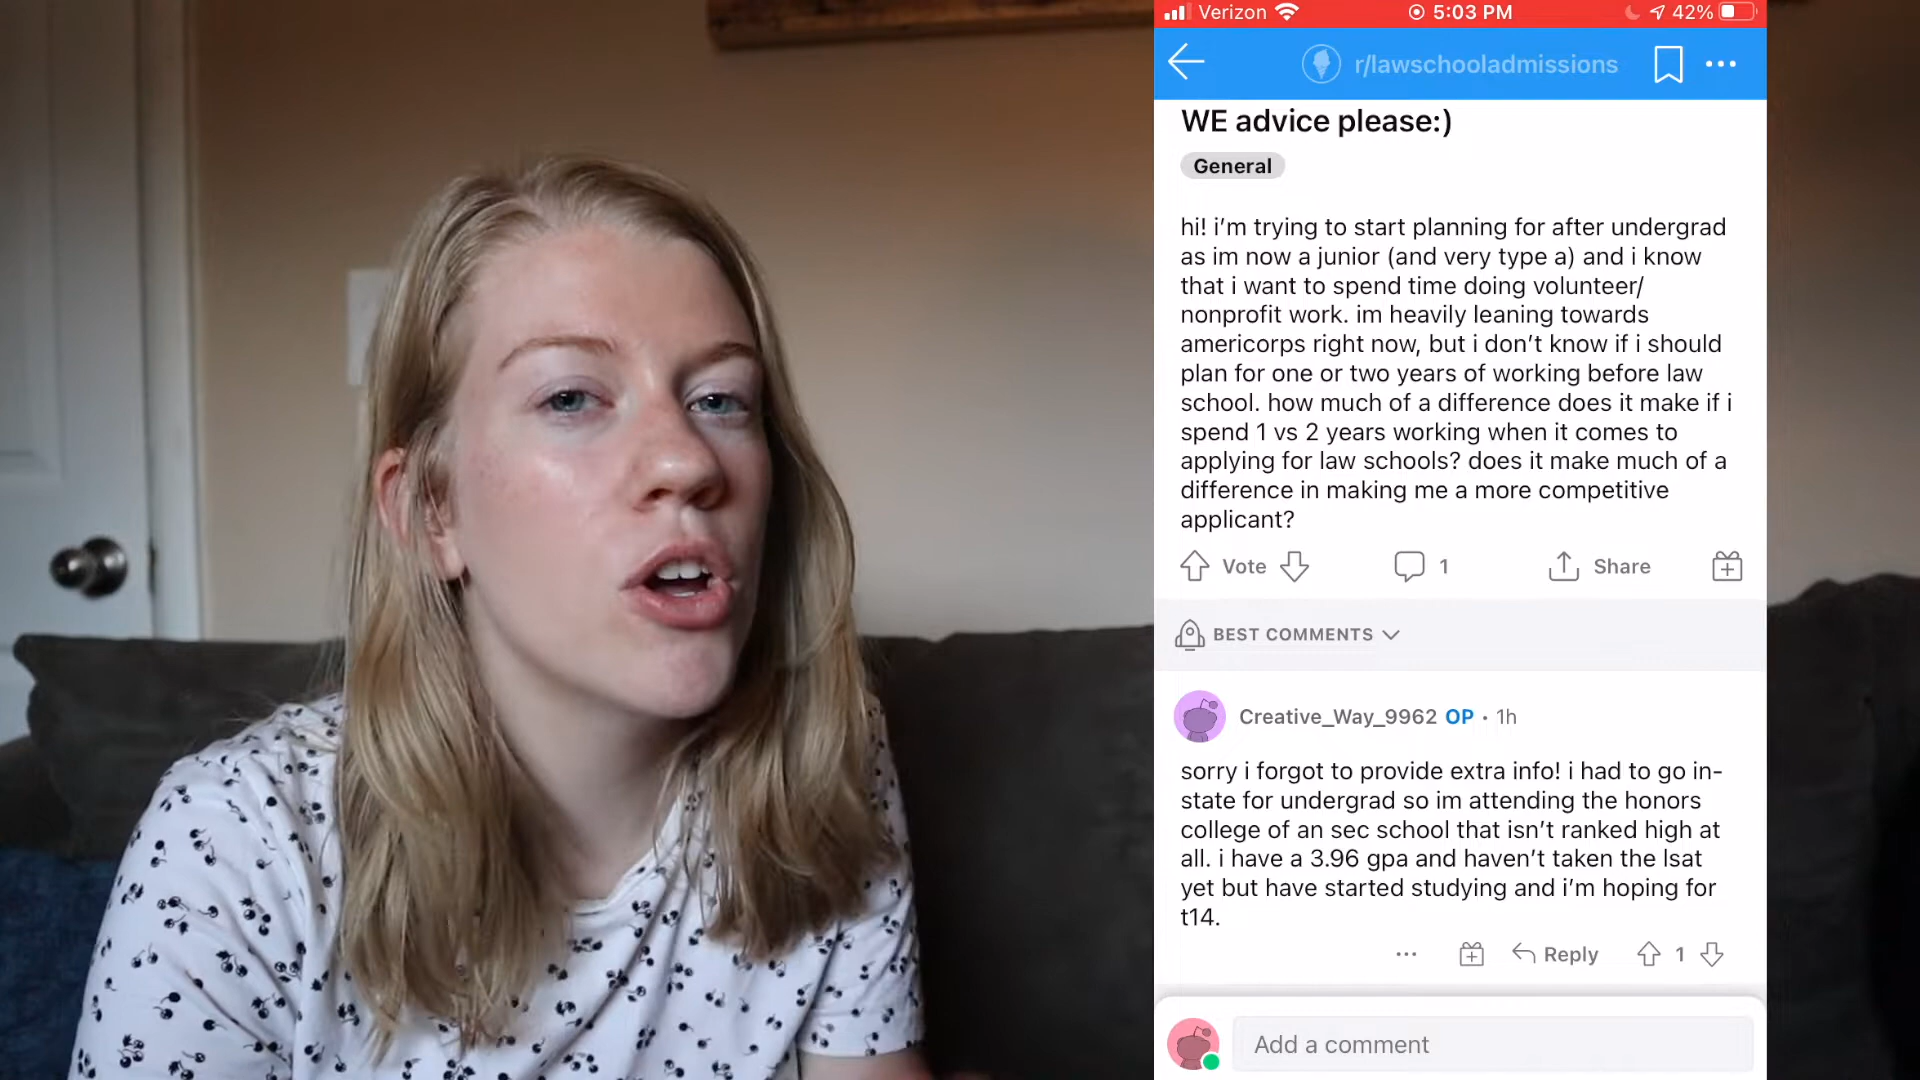 Verizon
5:03 PM
42%
r/lawschooladmissions
WE advice please:)
General
hi! i’m trying to start planning for after undergrad
as im now a junior (and very type a) and i know
that i want to spend time doing volunteer/
nonprofit work. im heavily leaning towards
americorps right now, but i don’t know if i should
plan for one or two years of working before law
school. how much of a difference does it make if i
spend 1 vs 2 years working when it comes to
applying for law schools? does it make much of a
difference in making me a more competitive
applicant?
Vote
1
Share
BEST COMMENTS
Creative_Way_9962 OP • 1h
sorry i forgot to provide extra info! i had to go in-
state for undergrad so im attending the honors
college of an sec school that isn’t ranked high at
all. i have a 3.96 gpa and haven’t taken the lsat
yet but have started studying and i’m hoping for
t14.
Reply
1
Add a comment